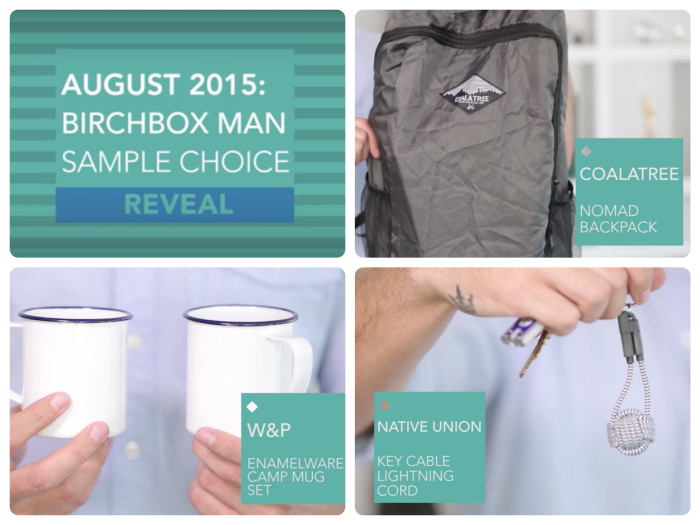 AUGUST 2015:
BIRCHBOX MAN
SAMPLE CHOICE
REVEAL
COALATREE
COALATREE
NOMAD
BACKPACK
W&P
ENAMELWARE
CAMP MUG
SET
NATIVE UNION
KEY CABLE
LIGHTNING
CORD